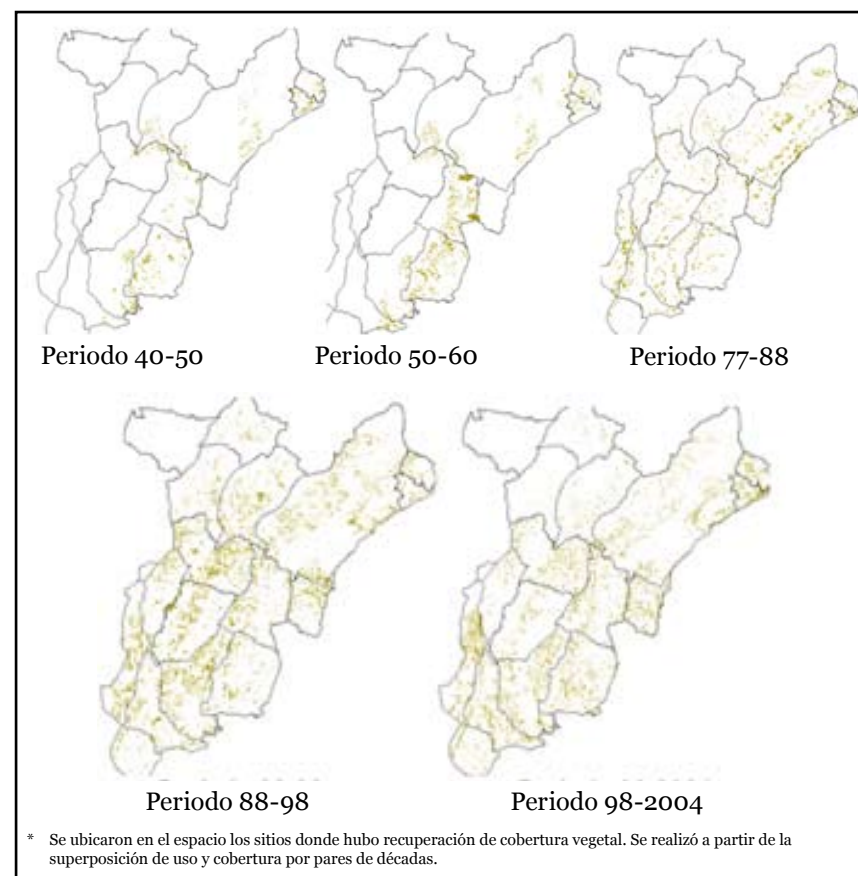 Periodo 40-50
Periodo 50-60
Periodo 77-88
Periodo 88-98
Periodo 98-2004
* Se ubicaron en el espacio los sitios donde hubo recuperación de cobertura vegetal. Se realizó a partir de la
superposición de uso y cobertura por pares de décadas.